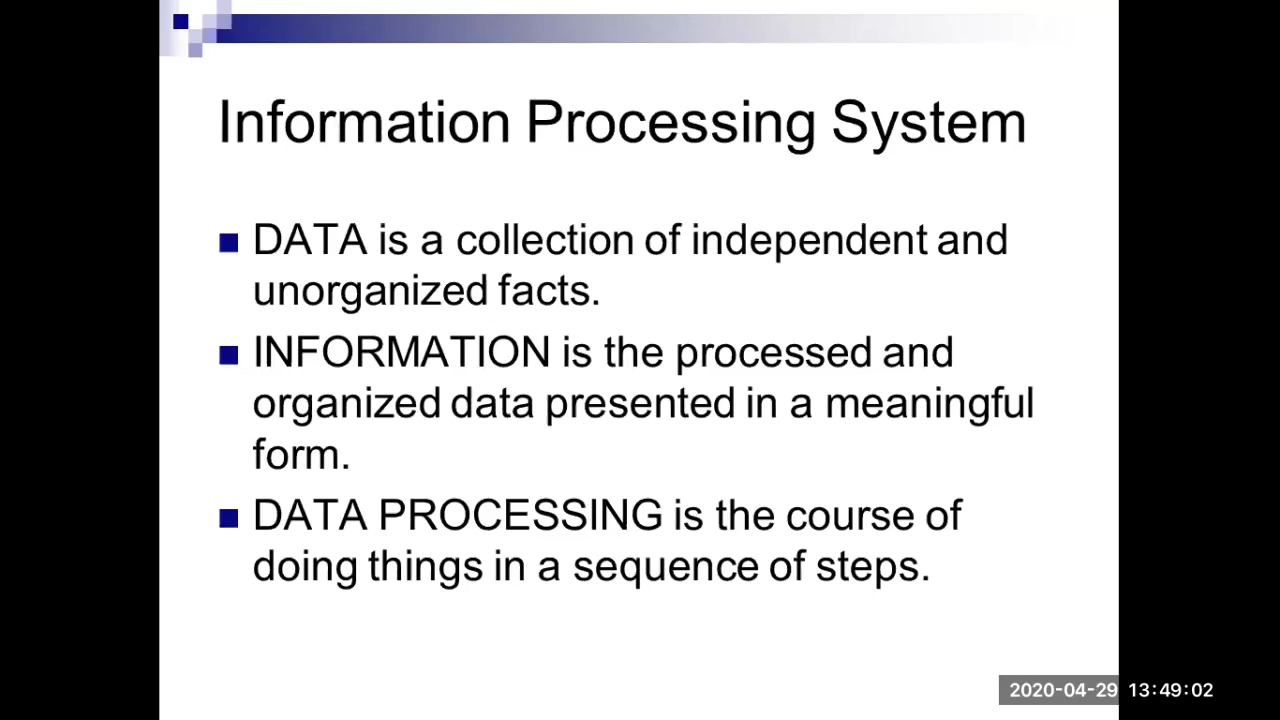 Information Processing System
DATA is a collection of independent and
unorganized facts.
INFORMATION is the processed and
organized data presented in a meaningful
form.
DATA PROCESSING is the course of
doing things in a sequence of steps.
2020-04-29 13:49:02